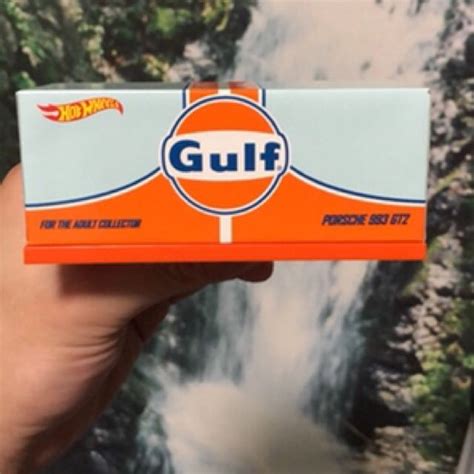 HOT WHEELS
Gulf
FOR THE ADULT COLLECTOR
PORSCHE 993 GT2